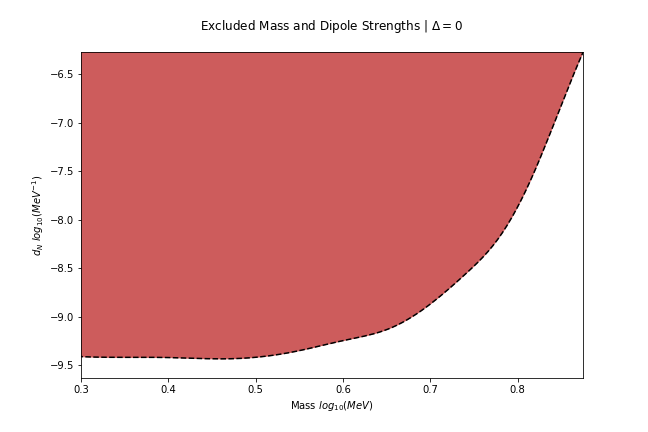 Excluded Mass and Dipole Strengths | Δ = 0
−6.5
−7.0
−7.5
−8.0
−8.5
−9.0
−9.5
d_N log₁₀(MeV⁻¹)
0.3 0.4 0.5 0.6 0.7 0.8
Mass log₁₀(MeV)